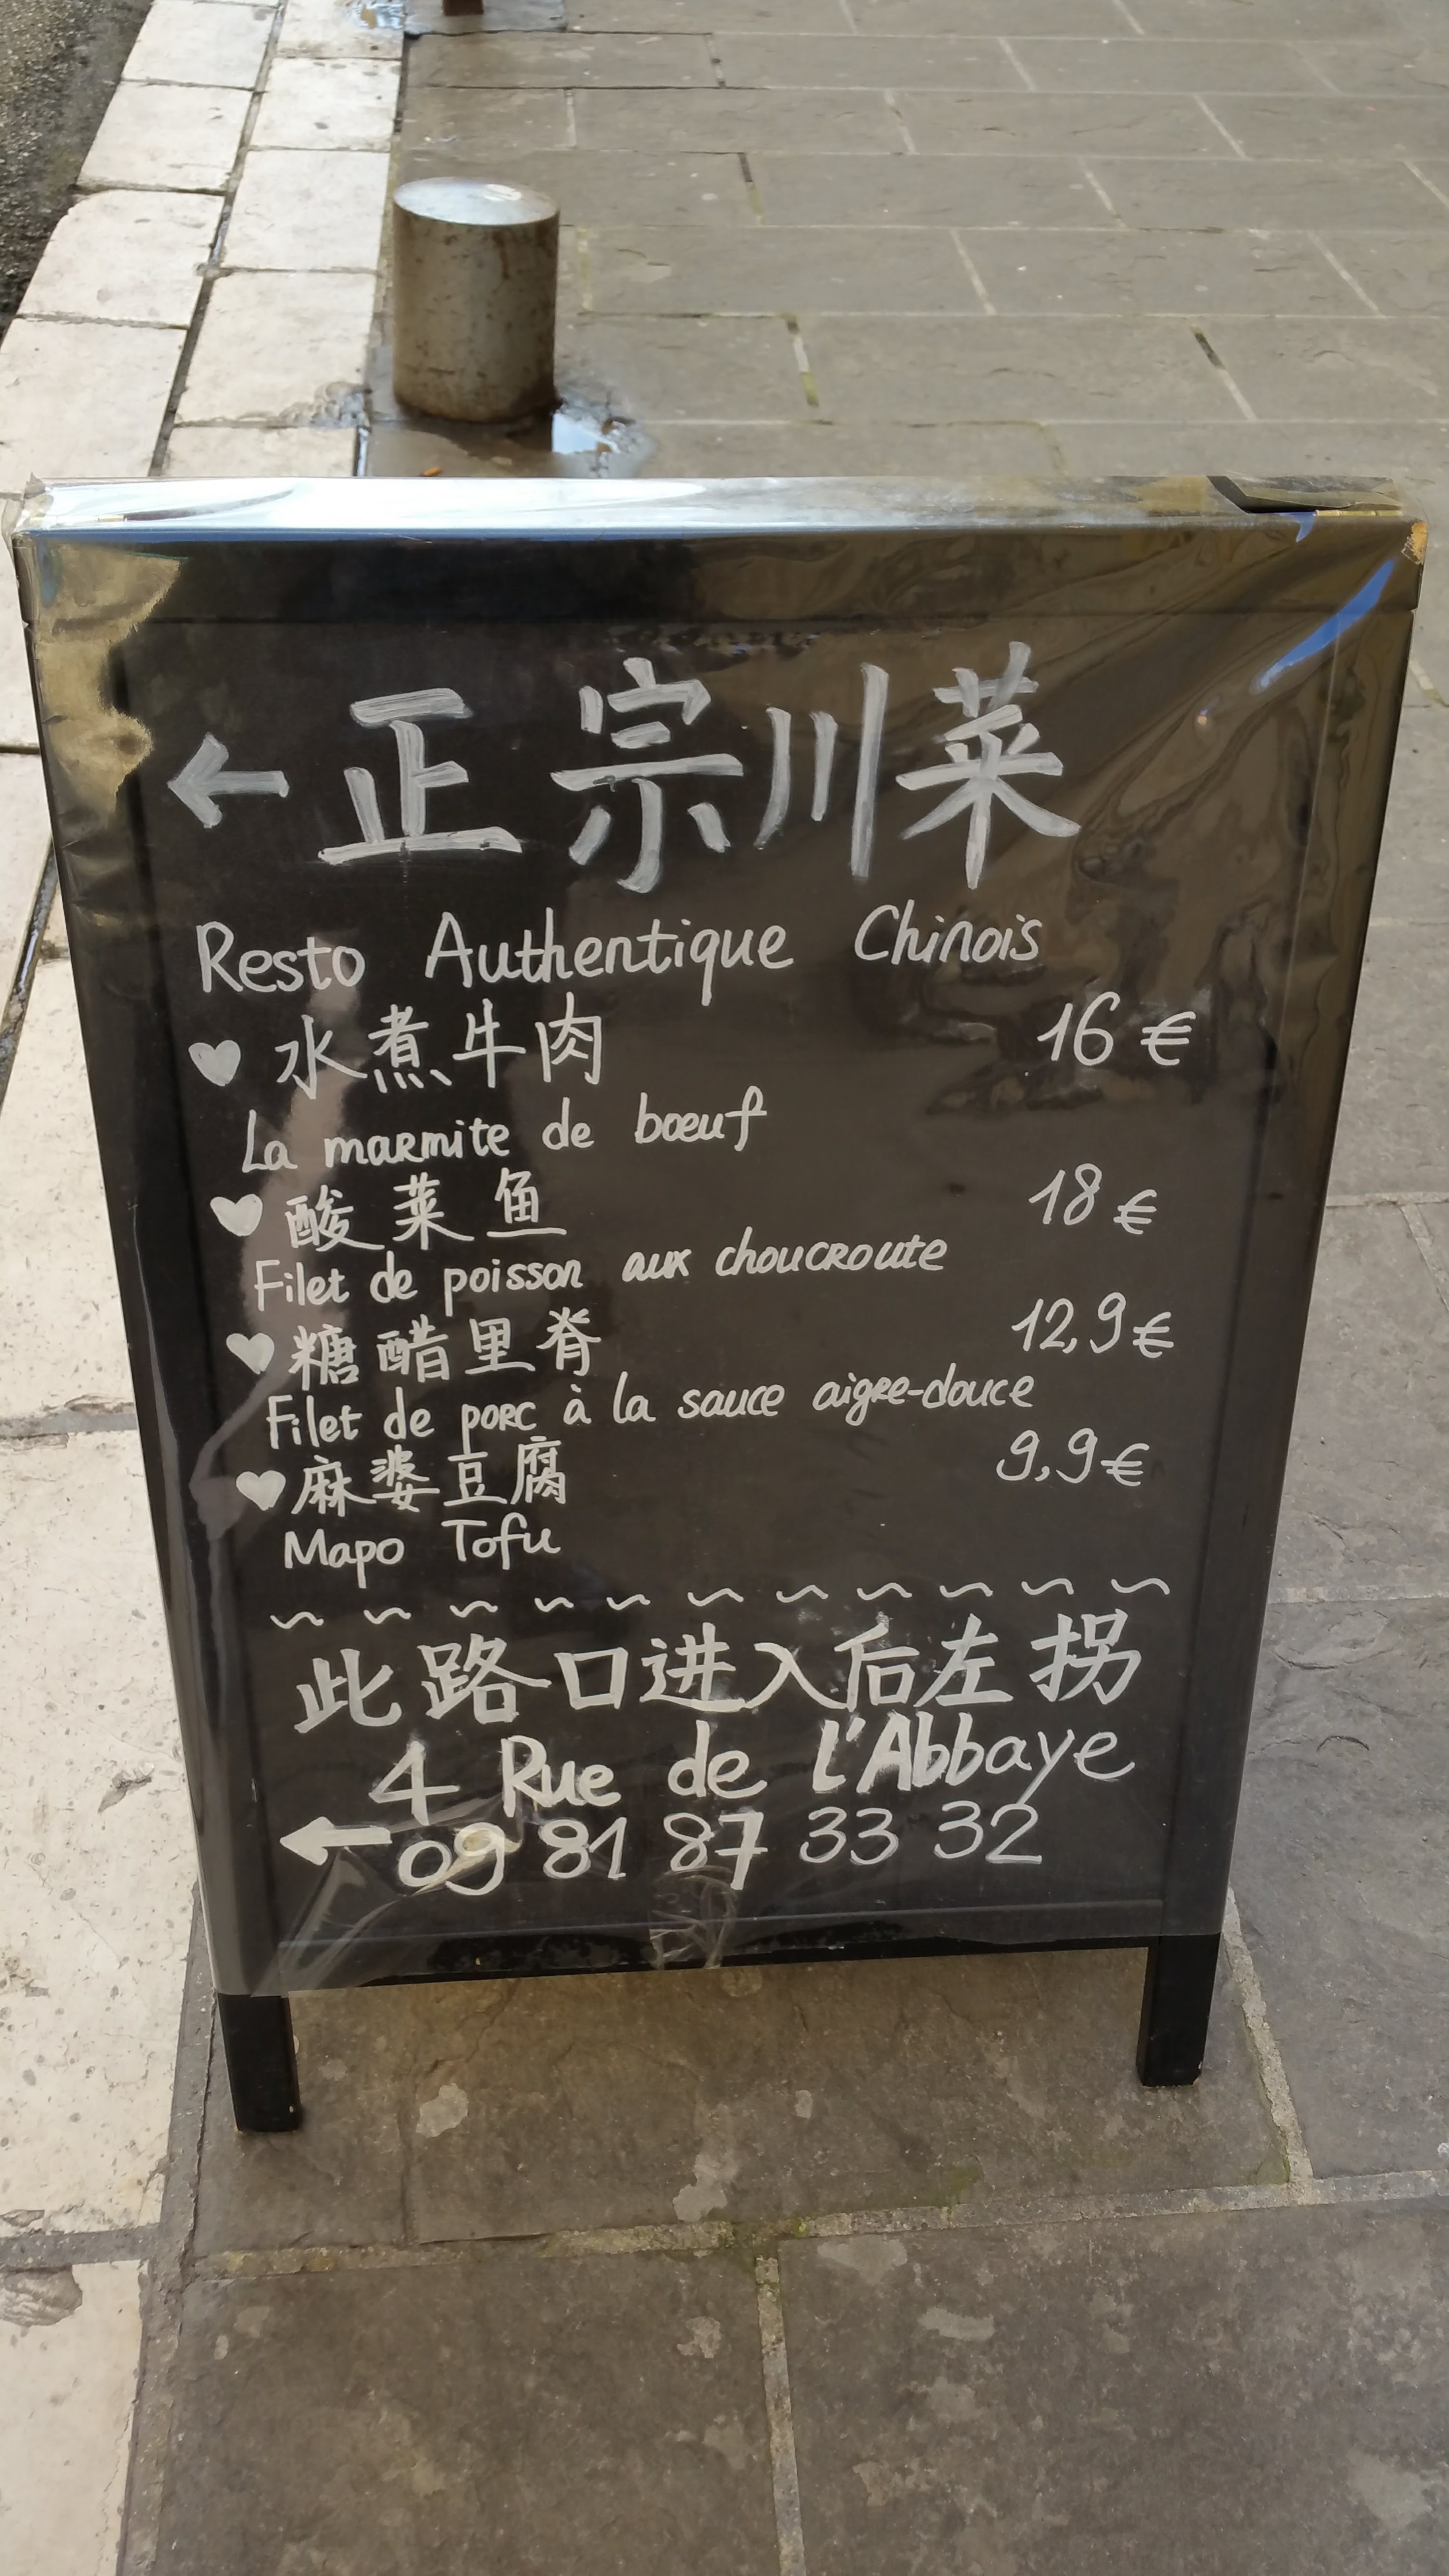 ← 正宗川菜
Resto Authentique Chinois
♥ 水煮牛肉 16 €
La marmite de bœuf
♥ 酸菜鱼 18 €
Filet de poisson aux choucroute
♥ 糖醋里脊 12,9 €
Filet de porc à la sauce aigre-douce
♥ 麻婆豆腐 9,9 €
Mapo Tofu
~ ~ ~ ~ ~ ~ ~ ~ ~ ~ ~
此路口进入后左拐
4 Rue de l'Abbaye
← 09 81 87 33 32